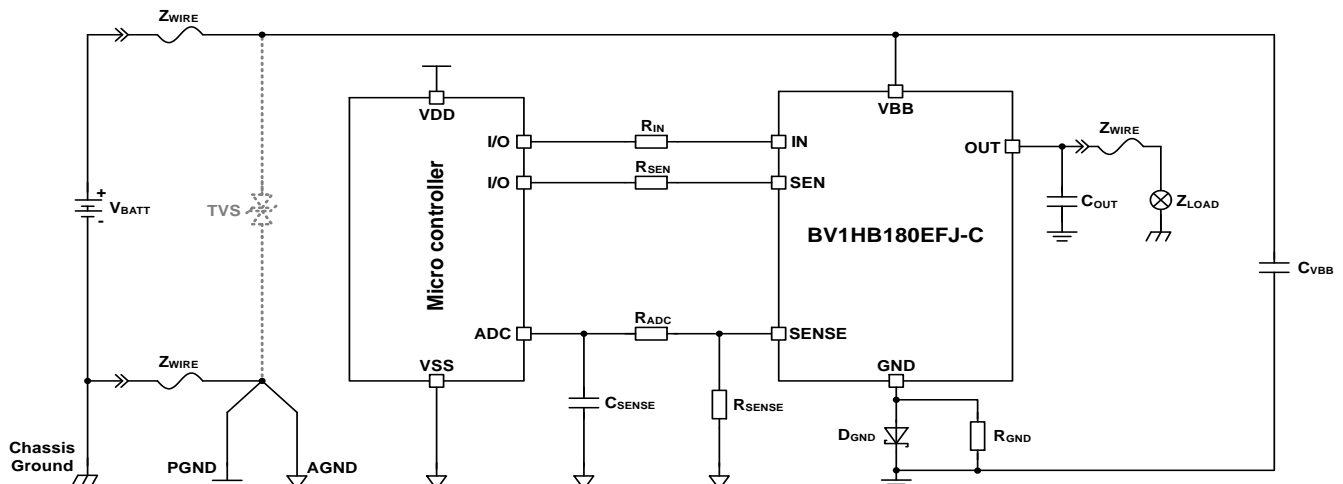 ZWIRE
VDD
VBB
I/O
RIN
IN
ZWIRE
OUT
I/O
RSEN
SEN
+
VBATT
-
TVS
COUT
ZLOAD
BV1HB180EFJ-C
Micro controller
CVBB
ADC
RADC
SENSE
ZWIRE
VSS
GND
CSENSE
RSENSE
DGND
RGND
Chassis
Ground
PGND
AGND